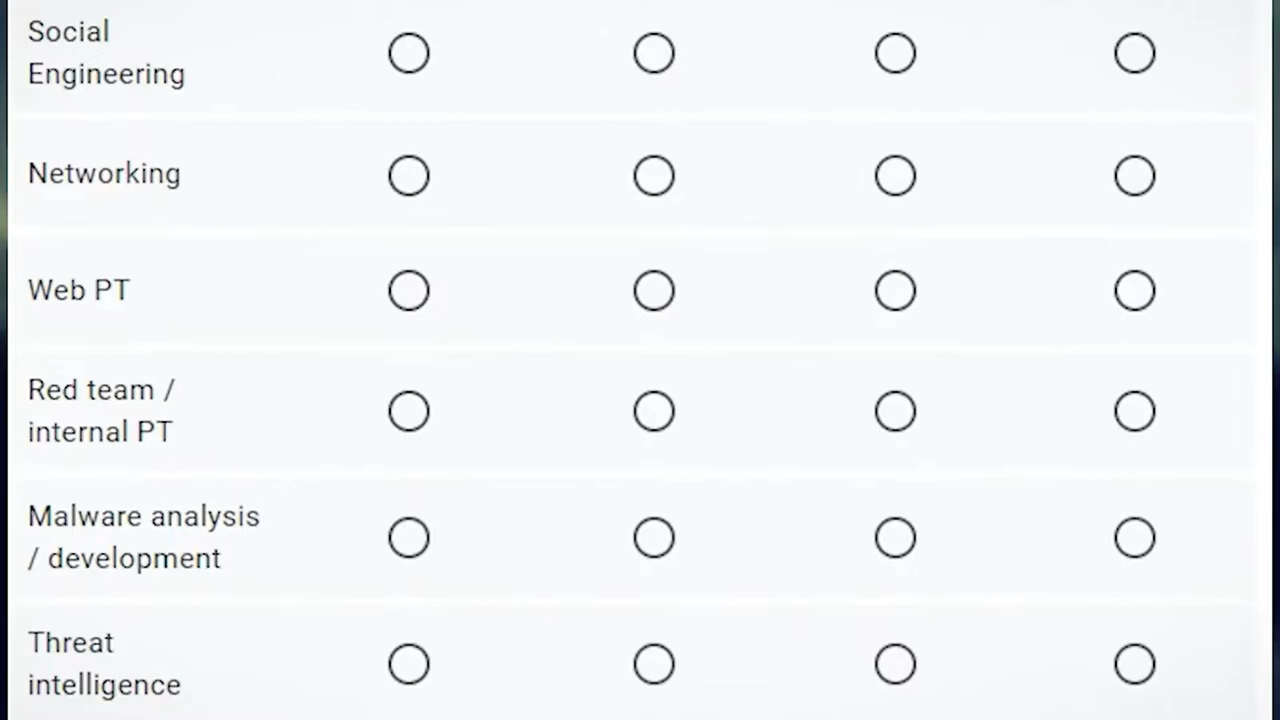 Social
Engineering
Networking
Web PT
Red team /
internal PT
Malware analysis
/ development
Threat
intelligence